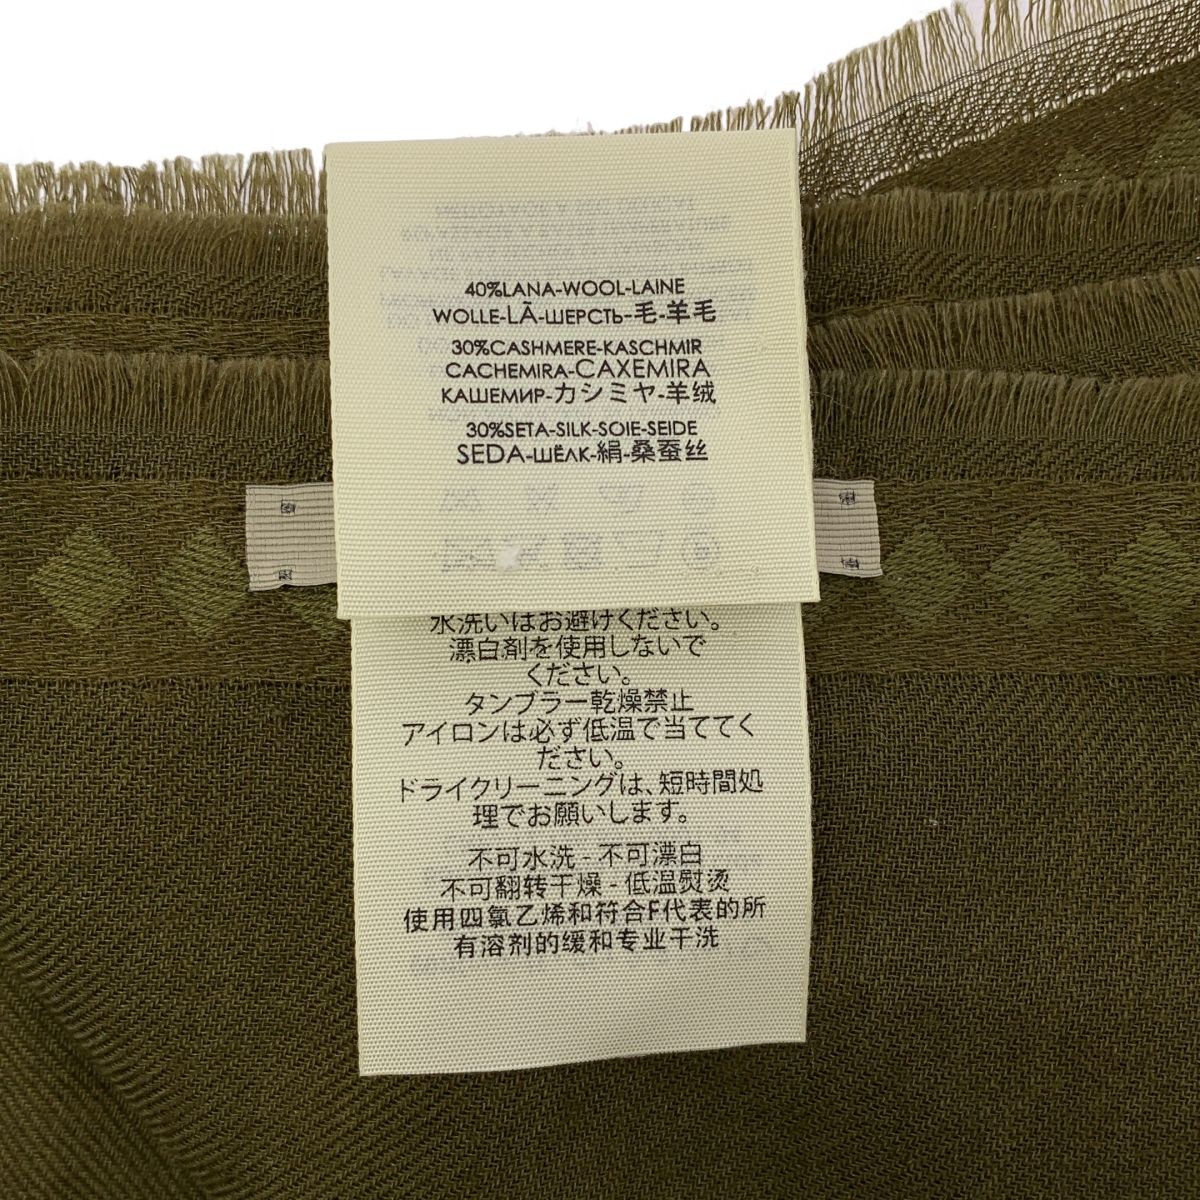 40%LANA-WOOL-LAINE
WOLLE-LÃ-ШЕРСТЬ-毛-羊毛
30%CASHMERE-KASCHMIR
CACHEMIRA-CAXEMIRA
КАШЕМИР-カシミヤ-羊绒
30%SETA-SILK-SOIE-SEIDE
SEDA-ШЁЛК-絹-桑蚕丝
水洗いはお避けください。
漂白剤を使用しないで
ください。
タンブラー乾燥禁止
アイロンは必ず低温で当ててく
ださい。
ドライクリーニングは、短時間処
理でお願いします。
不可水洗 - 不可漂白
不可翻转干燥 - 低温熨烫
使用四氯乙烯和符合F代表的所
有溶剂的缓和专业干洗